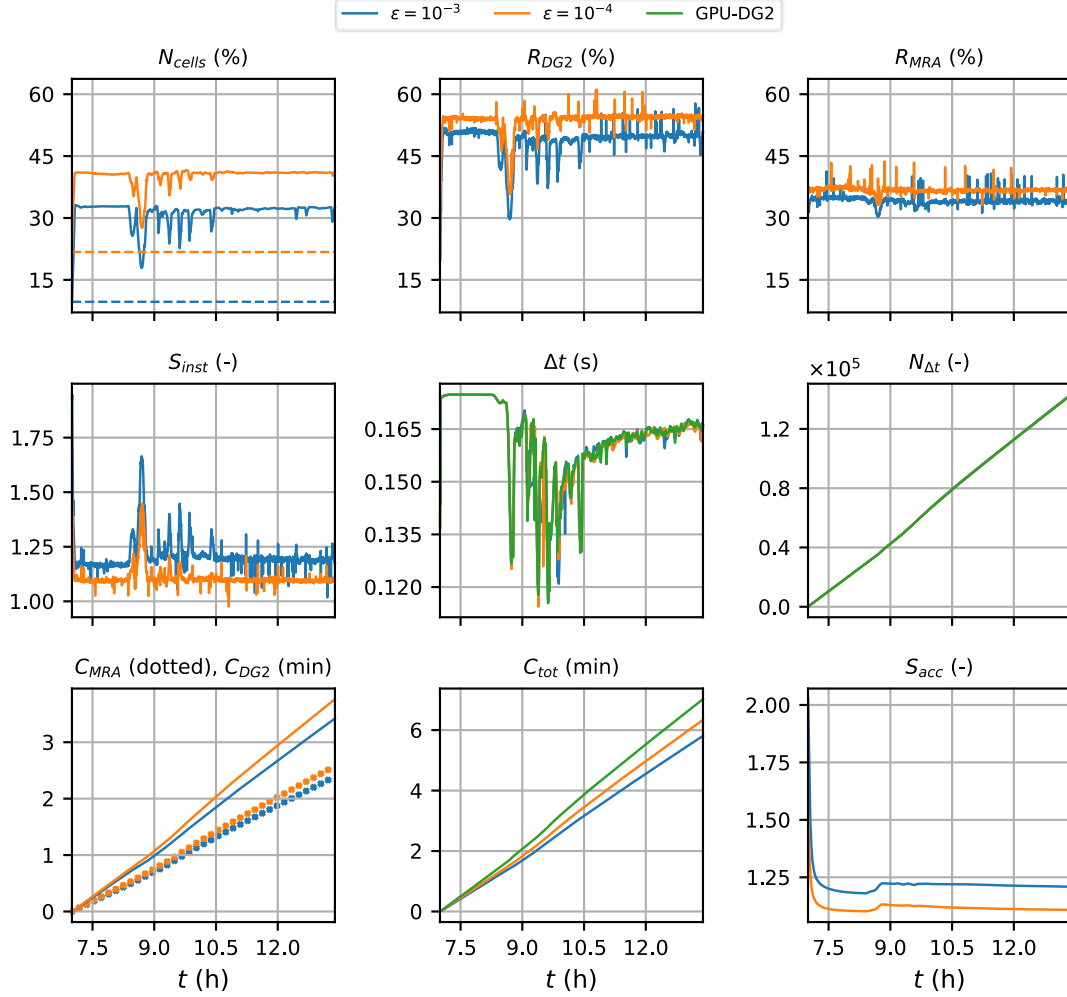 ε = 10⁻³ ε = 10⁻⁴ GPU-DG2
N_cells (%) R_DG2 (%) R_MRA (%)
60 60 60
45 45 45
30 30 30
15 15 15
S_inst (-) Δt (s) N_Δt (-)
×10⁵
1.75 0.165 1.2
1.50 0.150 0.8
1.25 0.135 0.4
1.00 0.120 0.0
C_MRA (dotted), C_DG2 (min) C_tot (min) S_acc (-)
3 6 2.00
2 4 1.75
1 2 1.50
0 0 1.25
7.5 9.0 10.5 12.0 7.5 9.0 10.5 12.0 7.5 9.0 10.5 12.0
t (h) t (h) t (h)